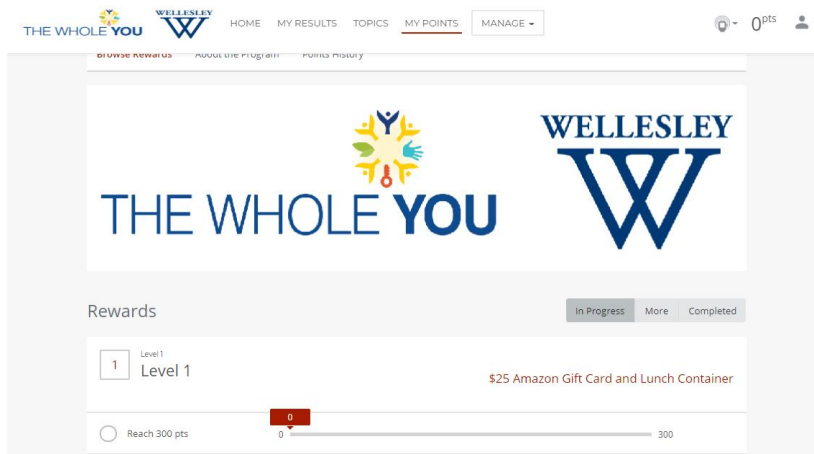 THE WHOLE YOU
WELLESLEY
W
HOME MY RESULTS TOPICS MY POINTS MANAGE
0 pts
Browse Rewards About the Program Points History
THE WHOLE YOU
WELLESLEY
W
Rewards
In Progress More Completed
1
Level 1
Level 1
$25 Amazon Gift Card and Lunch Container
0
Reach 300 pts 0 300